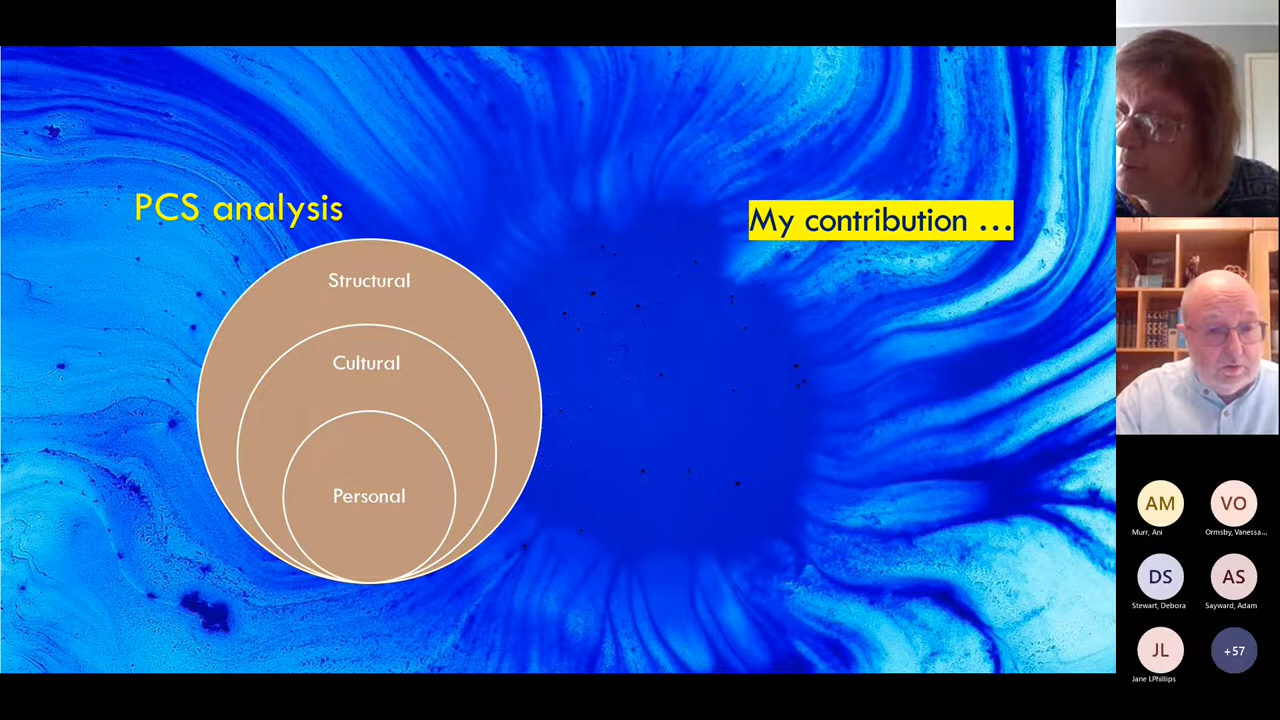 PCS analysis
Structural
Cultural
Personal
My contribution ...
AM
Murr, Ani
VO
Ormsby, Vanessa...
DS
Stewart, Debora
AS
Sayward, Adam
JL
Jane LPhillips
+57